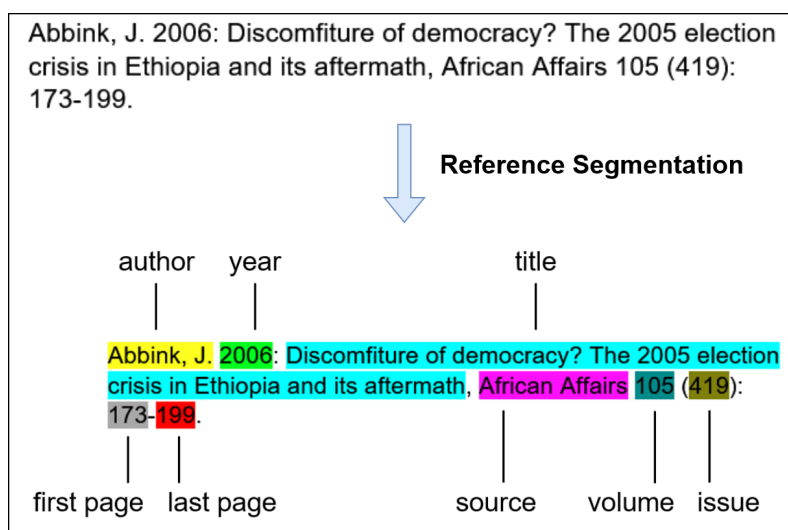 Abbink, J. 2006: Discomfiture of democracy? The 2005 election
crisis in Ethiopia and its aftermath, African Affairs 105 (419):
173-199.
Reference Segmentation
author year title
Abbink, J. 2006: Discomfiture of democracy? The 2005 election
crisis in Ethiopia and its aftermath, African Affairs 105 (419):
173-199.
first page last page source volume issue